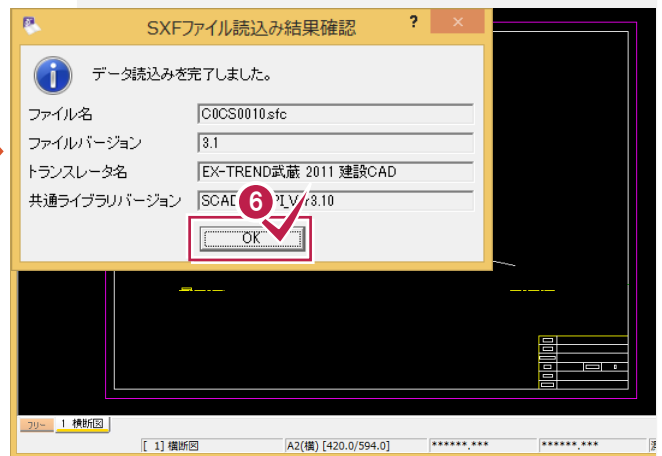 SXFファイル読込み結果確認 ? ×
データ読込みを完了しました。
ファイル名 C0CS0010.sfc
ファイルバージョン 3.1
トランスレータ名 EX-TREND武蔵 2011 建設CAD
共通ライブラリバージョン
6
OK
フリー 1 横断図
[ 1] 横断図 A2(横) [420.0/594.0] ******.*** ******.***